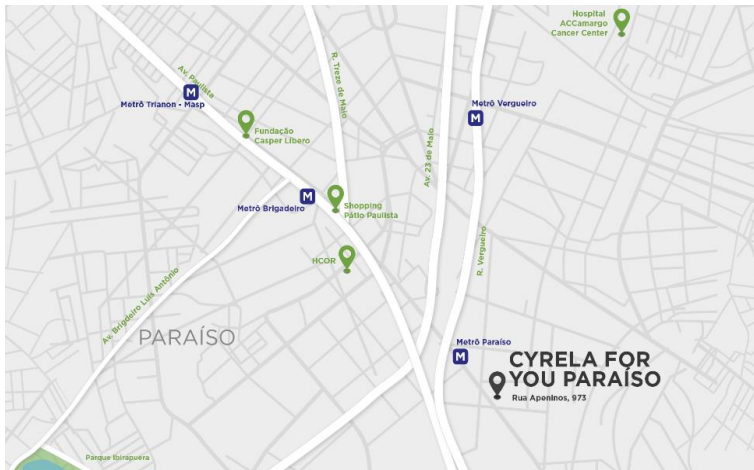 Hospital
ACCamargo
Cancer Center
Av. Paulista
R. Treze de Maio
Metrô Trianon - Masp
Metrô Vergueiro
Fundação
Casper Líbero
Av. 23 de Maio
Shopping
Pátio Paulista
Metrô Brigadeiro
HCOR
R. Vergueiro
Av. Brigdeiro Luis Antônio
PARAÍSO
Metrô Paraíso
CYRELA FOR
YOU PARAÍSO
Rua Apeninos, 973
Parque Ibirapuera